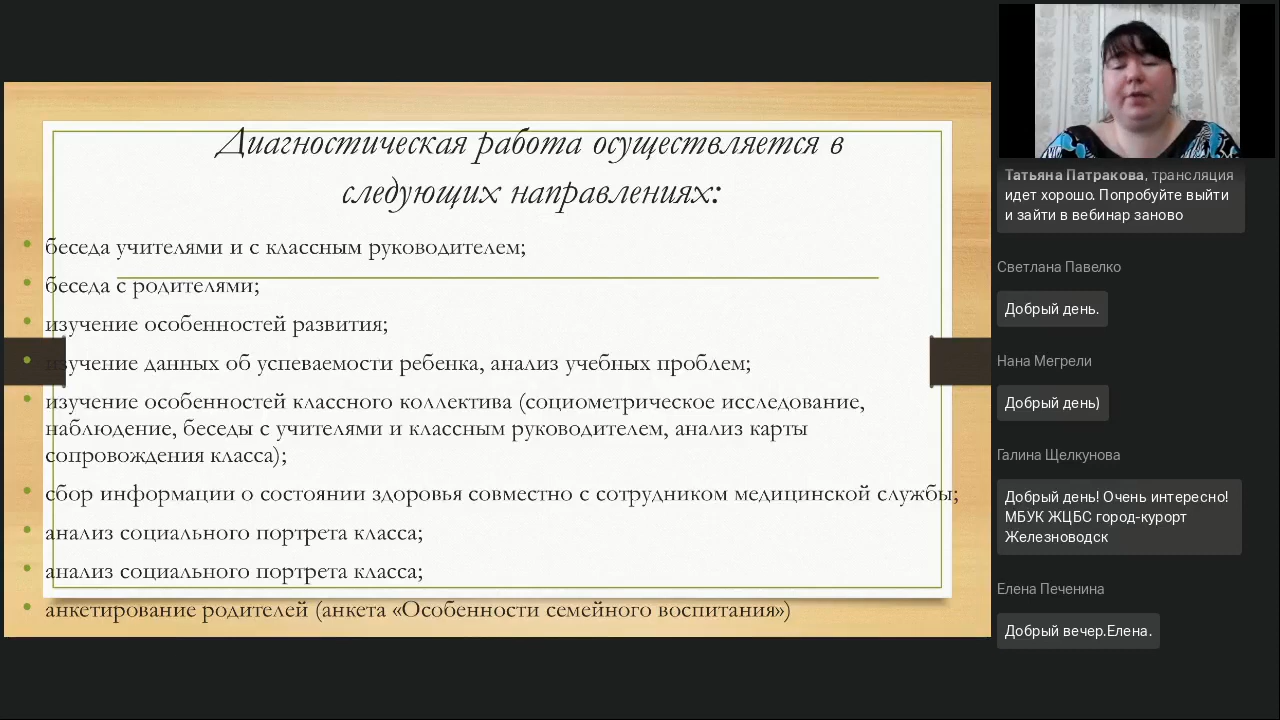 Диагностическая работа осуществляется в
следующих направлениях:
беседа учителями и с классным руководителем;
беседа с родителями;
изучение особенностей развития;
изучение данных об успеваемости ребенка, анализ учебных проблем;
изучение особенностей классного коллектива (социометрическое исследование,
наблюдение, беседы с учителями и классным руководителем, анализ карты
сопровождения класса);
сбор информации о состоянии здоровья совместно с сотрудником медицинской службы;
анализ социального портрета класса;
анализ социального портрета класса;
анкетирование родителей (анкета «Особенности семейного воспитания»)
Татьяна Патракова, трансляция
идет хорошо. Попробуйте выйти
и зайти в вебинар заново
Светлана Павелко
Добрый день.
Нана Мегрели
Добрый день)
Галина Щелкунова
Добрый день! Очень интересно!
МБУК ЖЦБС город-курорт
Железноводск
Елена Печенина
Добрый вечер.Елена.